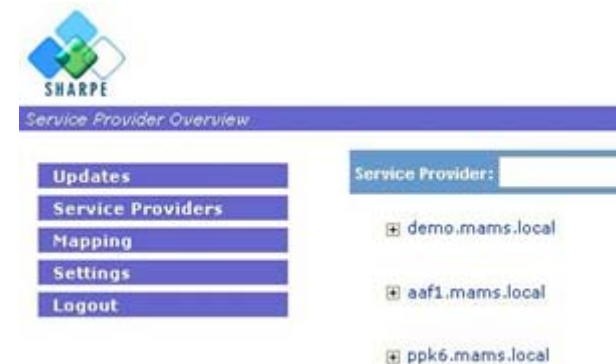 SHARPE
Service Provider Overview
Updates
Service Providers
Mapping
Settings
Logout
Service Provider:
demo.mams.local
aaf1.mams.local
ppk6.mams.local